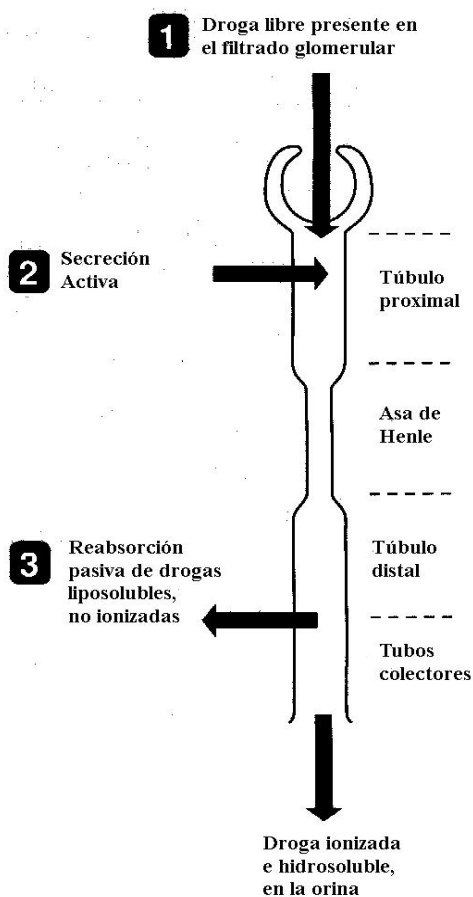 1
Droga libre presente en
el filtrado glomerular
2
Secreción
Activa
Túbulo
proximal
Asa de
Henle
3
Reabsorción
pasiva de drogas
liposolubles,
no ionizadas
Túbulo
distal
Tubos
colectores
Droga ionizada
e hidrosoluble,
en la orina